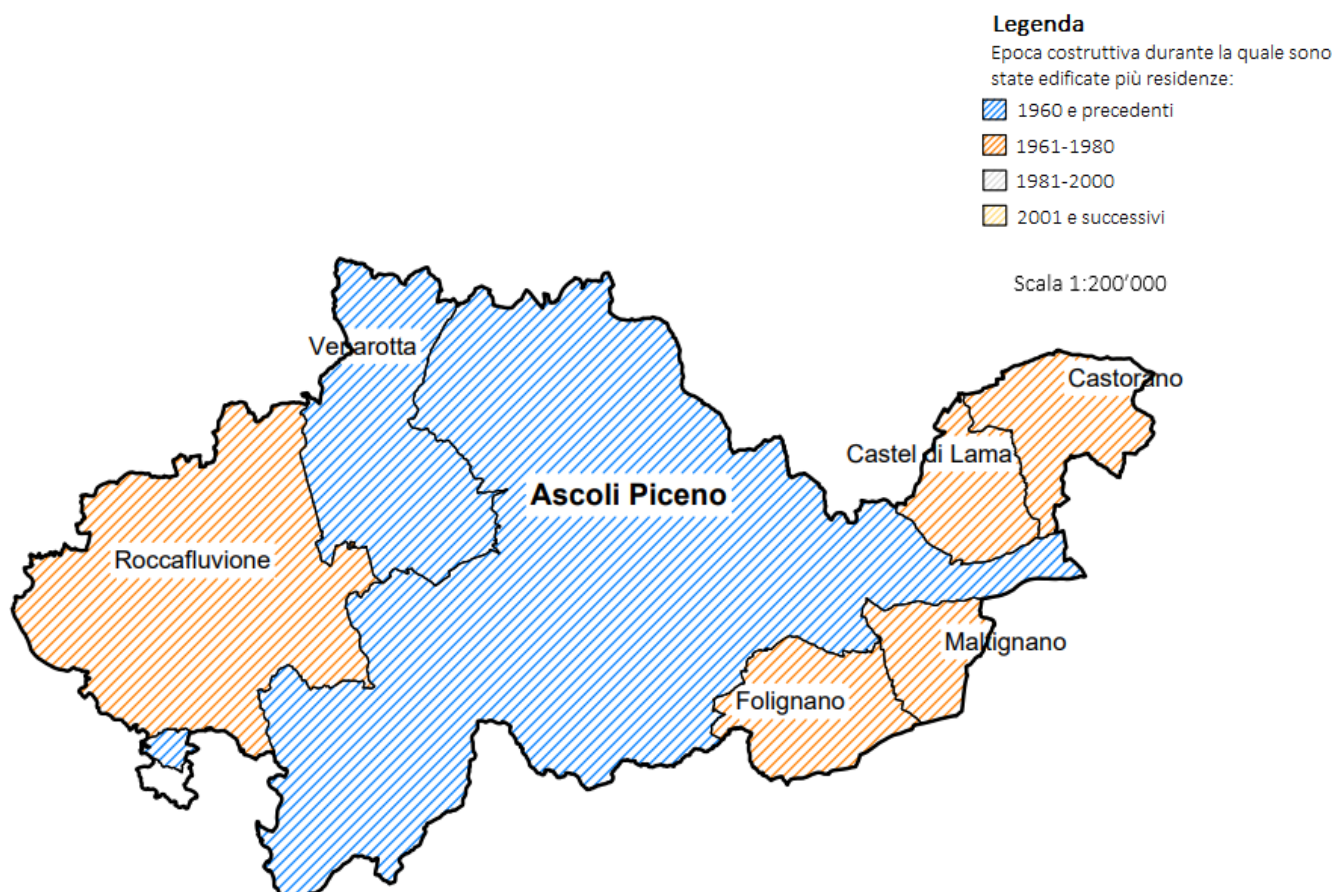 Legenda
Epoca costruttiva durante la quale sono
state edificate più residenze:
1960 e precedenti
1961-1980
1981-2000
2001 e successivi
Scala 1:200'000
Venarotta
Castorano
Castel di Lama
Ascoli Piceno
Roccafluvione
Maltignano
Folignano